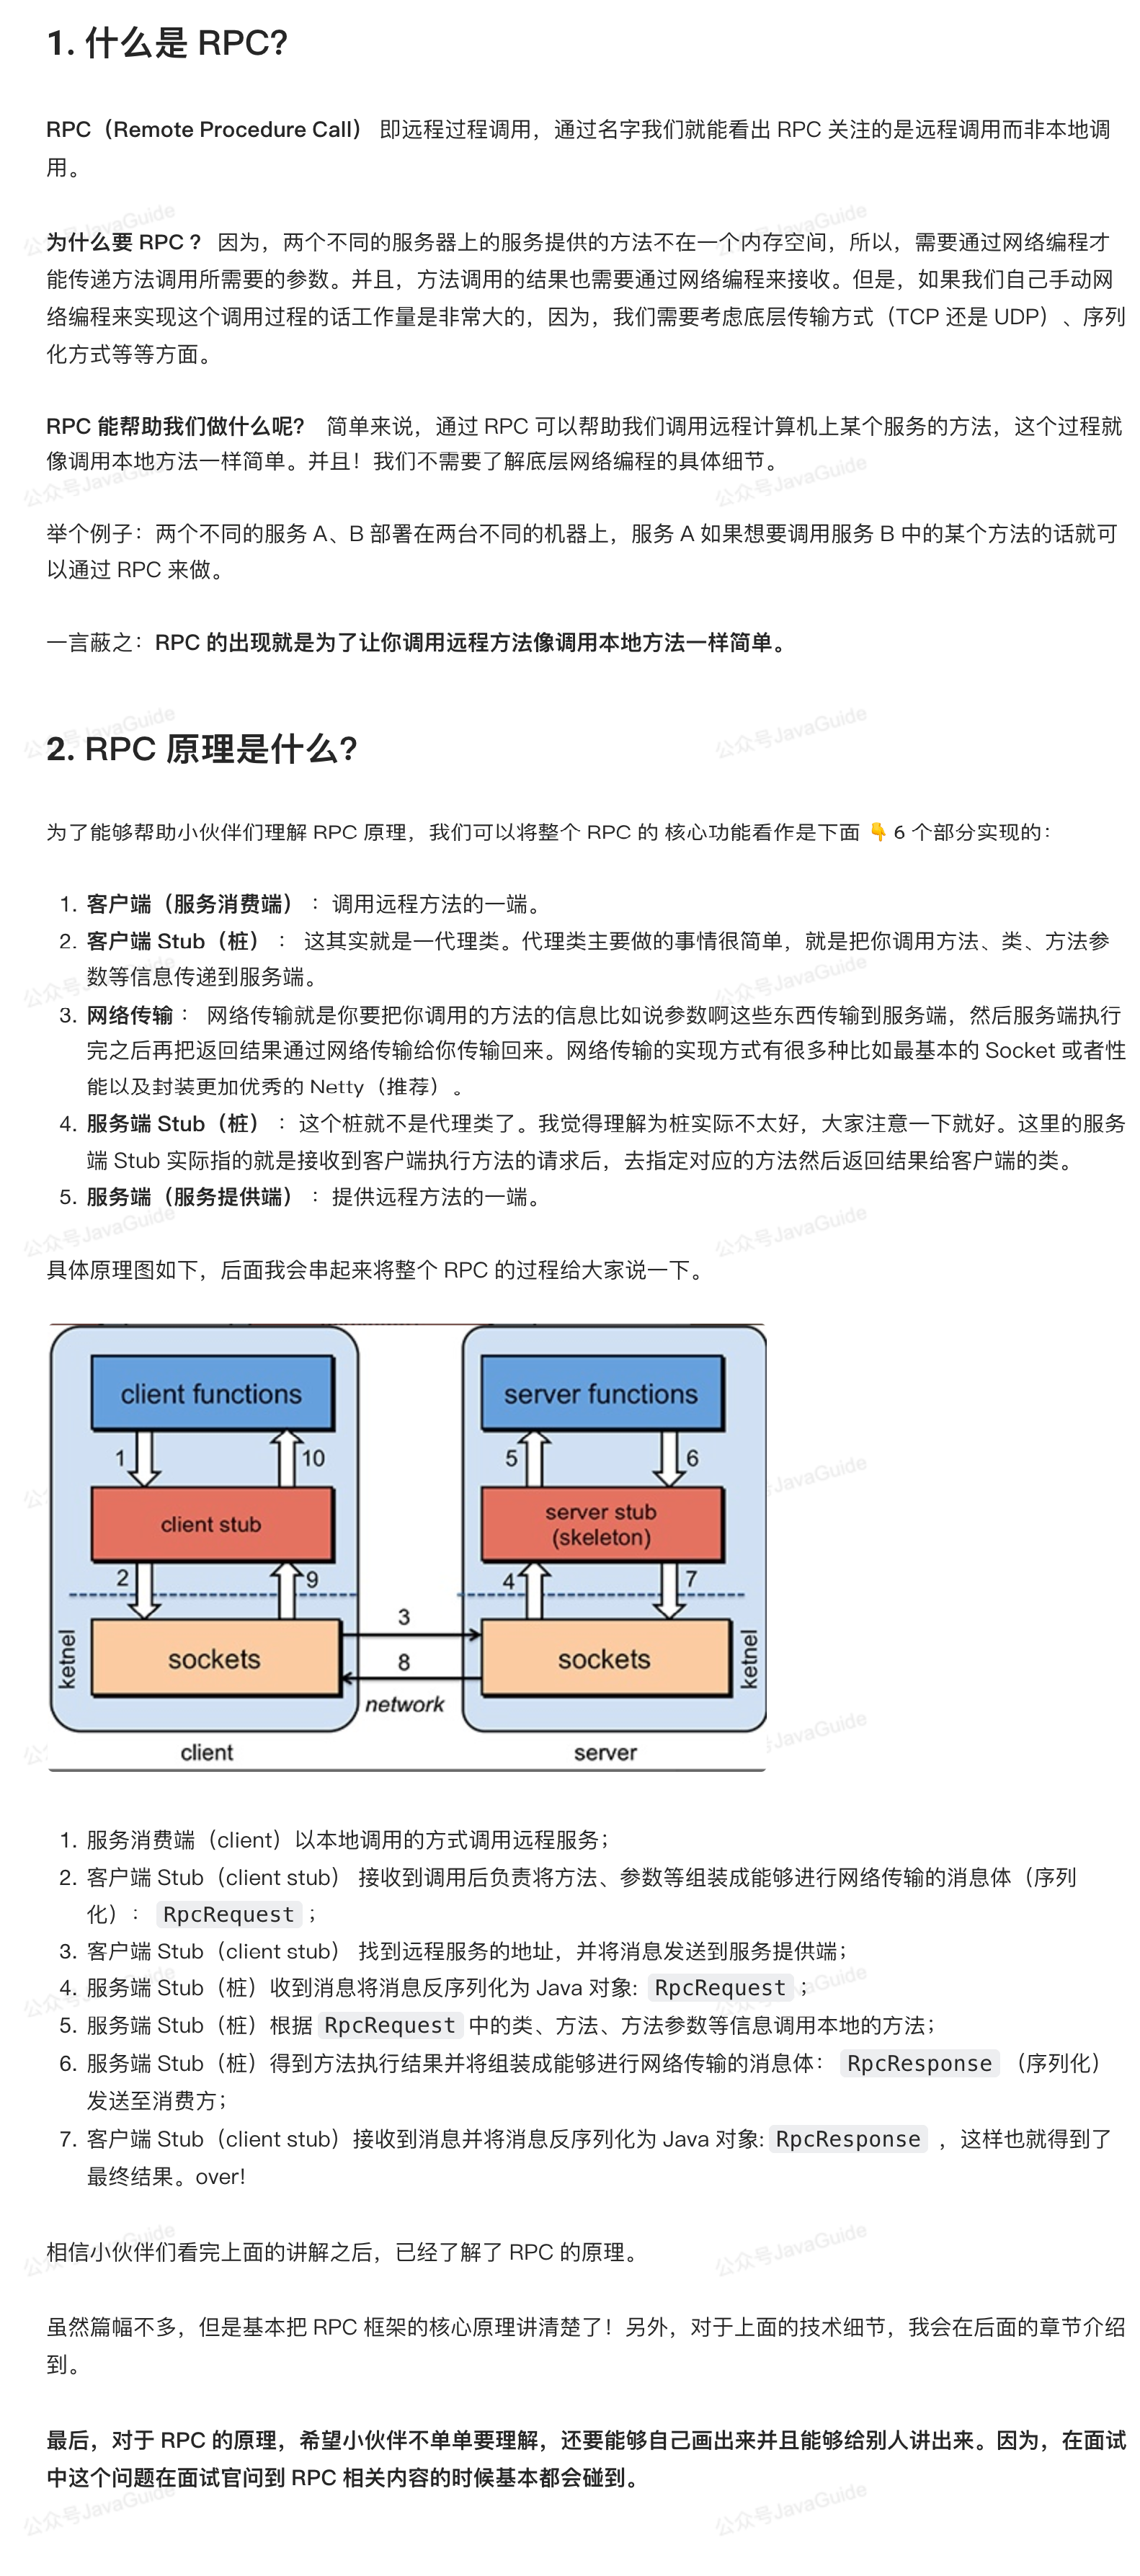 1. 什么是 RPC?
RPC（Remote Procedure Call） 即远程过程调用，通过名字我们就能看出 RPC 关注的是远程调用而非本地调
用。
为什么要 RPC ？ 因为，两个不同的服务器上的服务提供的方法不在一个内存空间，所以，需要通过网络编程才
能传递方法调用所需要的参数。并且，方法调用的结果也需要通过网络编程来接收。但是，如果我们自己手动网
络编程来实现这个调用过程的话工作量是非常大的，因为，我们需要考虑底层传输方式（TCP 还是 UDP）、序列
化方式等等方面。
RPC 能帮助我们做什么呢？ 简单来说，通过 RPC 可以帮助我们调用远程计算机上某个服务的方法，这个过程就
像调用本地方法一样简单。并且！我们不需要了解底层网络编程的具体细节。
举个例子：两个不同的服务 A、B 部署在两台不同的机器上，服务 A 如果想要调用服务 B 中的某个方法的话就可
以通过 RPC 来做。
一言蔽之：RPC 的出现就是为了让你调用远程方法像调用本地方法一样简单。
2. RPC 原理是什么?
为了能够帮助小伙伴们理解 RPC 原理，我们可以将整个 RPC 的 核心功能看作是下面 👇 6 个部分实现的：
1. 客户端（服务消费端） ：调用远程方法的一端。
2. 客户端 Stub（桩） ： 这其实就是一代理类。代理类主要做的事情很简单，就是把你调用方法、类、方法参
数等信息传递到服务端。
3. 网络传输 ： 网络传输就是你要把你调用的方法的信息比如说参数啊这些东西传输到服务端，然后服务端执行
完之后再把返回结果通过网络传输给你传输回来。网络传输的实现方式有很多种比如最基本的 Socket 或者性
能以及封装更加优秀的 Netty（推荐）。
4. 服务端 Stub（桩） ：这个桩就不是代理类了。我觉得理解为桩实际不太好，大家注意一下就好。这里的服务
端 Stub 实际指的就是接收到客户端执行方法的请求后，去指定对应的方法然后返回结果给客户端的类。
5. 服务端（服务提供端） ：提供远程方法的一端。
具体原理图如下，后面我会串起来将整个 RPC 的过程给大家说一下。
client functions
server functions
1
10
5
6
client stub
server stub
(skeleton)
2
9
4
7
ketnel
sockets
3
8
network
sockets
ketnel
client
server
1. 服务消费端（client）以本地调用的方式调用远程服务；
2. 客户端 Stub（client stub） 接收到调用后负责将方法、参数等组装成能够进行网络传输的消息体（序列
化）： RpcRequest ；
3. 客户端 Stub（client stub） 找到远程服务的地址，并将消息发送到服务提供端；
4. 服务端 Stub（桩）收到消息将消息反序列化为 Java 对象: RpcRequest ；
5. 服务端 Stub（桩）根据 RpcRequest 中的类、方法、方法参数等信息调用本地的方法；
6. 服务端 Stub（桩）得到方法执行结果并将组装成能够进行网络传输的消息体： RpcResponse （序列化）
发送至消费方；
7. 客户端 Stub（client stub）接收到消息并将消息反序列化为 Java 对象: RpcResponse ，这样也就得到了
最终结果。over!
相信小伙伴们看完上面的讲解之后，已经了解了 RPC 的原理。
虽然篇幅不多，但是基本把 RPC 框架的核心原理讲清楚了！另外，对于上面的技术细节，我会在后面的章节介绍
到。
最后，对于 RPC 的原理，希望小伙伴不单单要理解，还要能够自己画出来并且能够给别人讲出来。因为，在面试
中这个问题在面试官问到 RPC 相关内容的时候基本都会碰到。
公众号JavaGuide